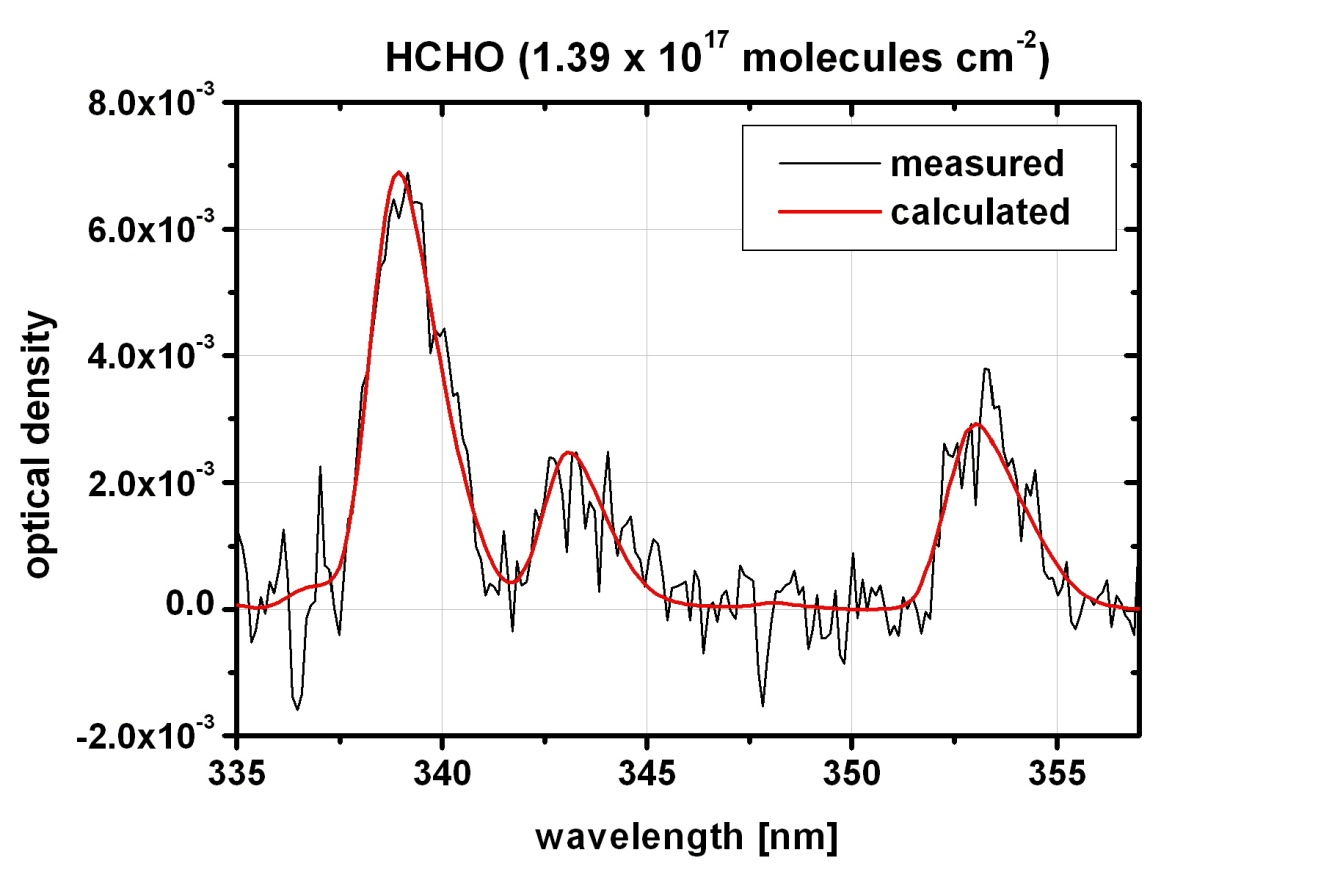 HCHO (1.39 x 10^17 molecules cm^-2)
8.0x10^-3
6.0x10^-3
4.0x10^-3
2.0x10^-3
0.0
-2.0x10^-3
optical density
measured
calculated
335 340 345 350 355
wavelength [nm]